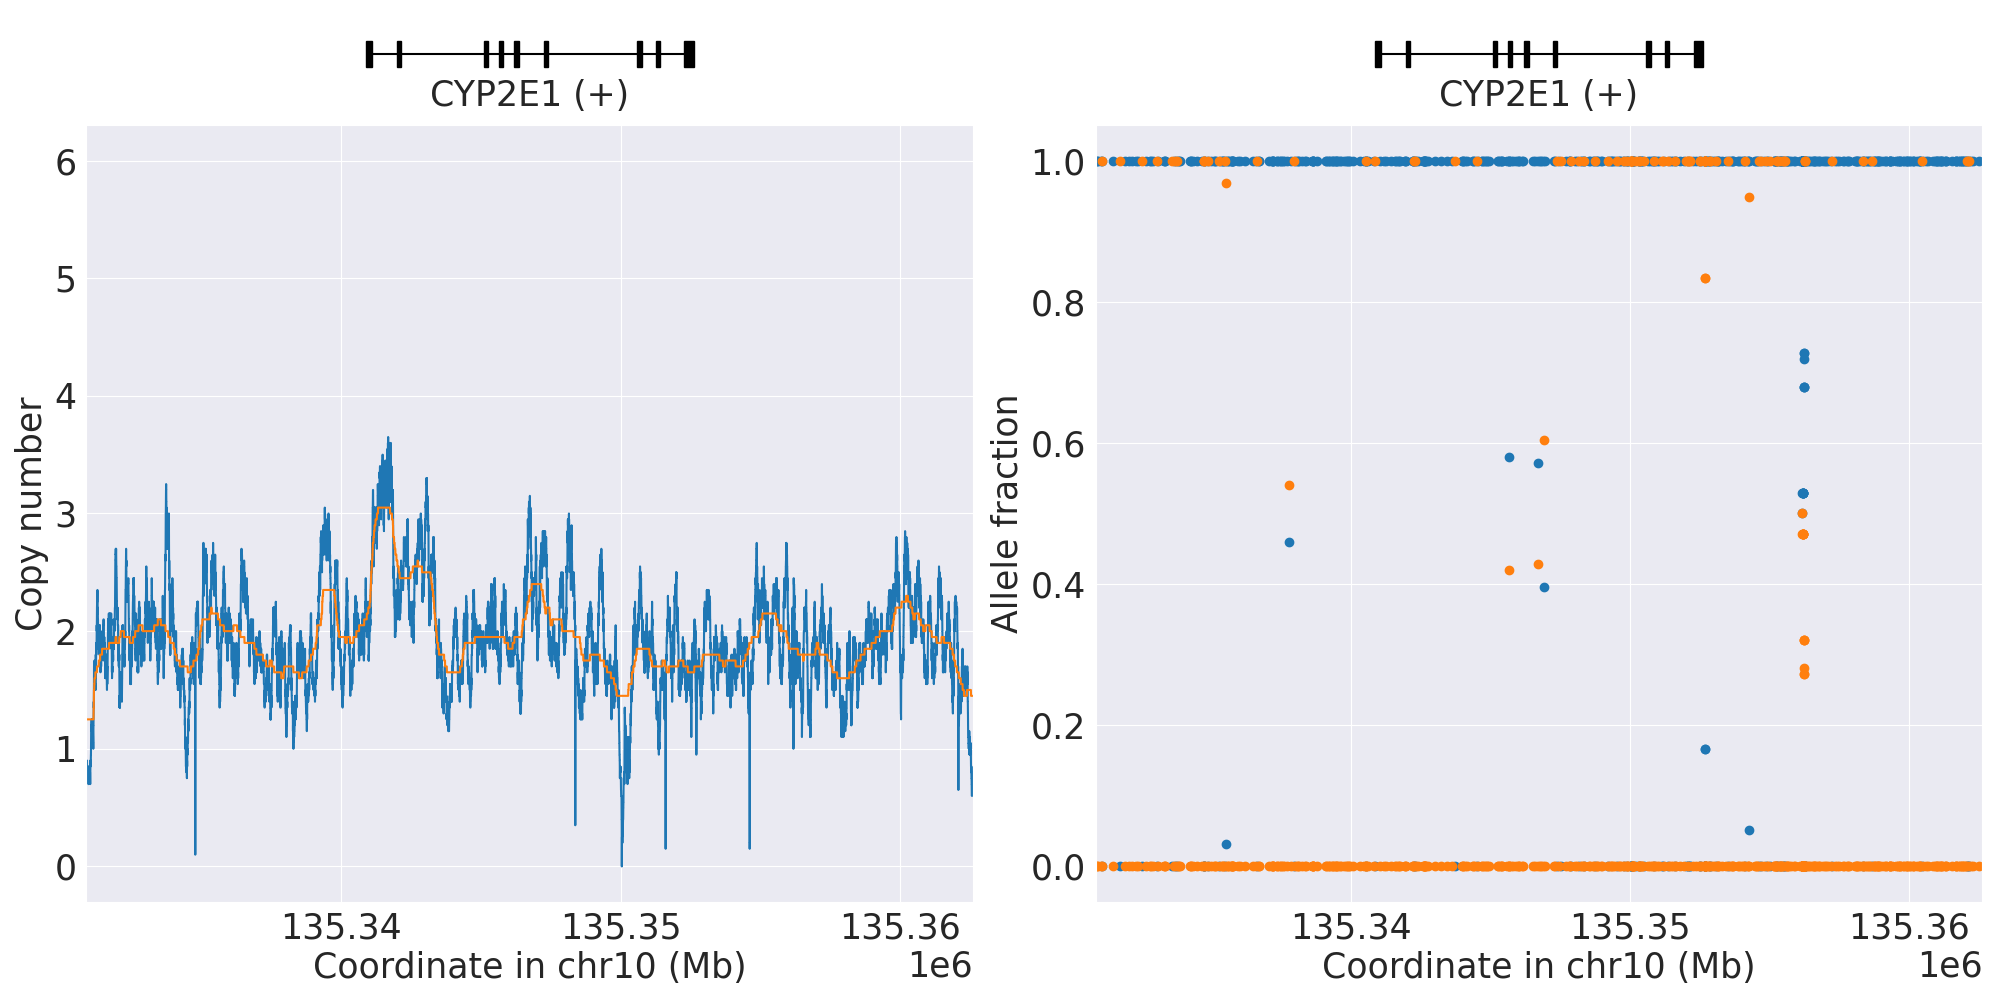 CYP2E1 (+)
6
5
4
3
2
1
0
Copy number
135.34
135.35
135.36
Coordinate in chr10 (Mb)
1e6
CYP2E1 (+)
1.0
0.8
0.6
0.4
0.2
0.0
Allele fraction
135.34
135.35
135.36
Coordinate in chr10 (Mb)
1e6